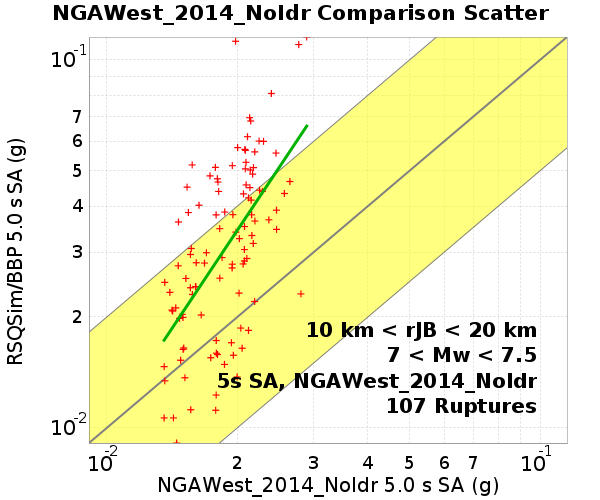 NGAWest_2014_NoIdr Comparison Scatter
10⁻¹
7
6
5
4
3
2
10⁻²
RSQSim/BBP 5.0 s SA (g)
10 km < rJB < 20 km
7 < Mw < 7.5
5s SA, NGAWest_2014_NoIdr
107 Ruptures
10⁻² 2 3 4 5 6 7 10⁻¹
NGAWest_2014_NoIdr 5.0 s SA (g)